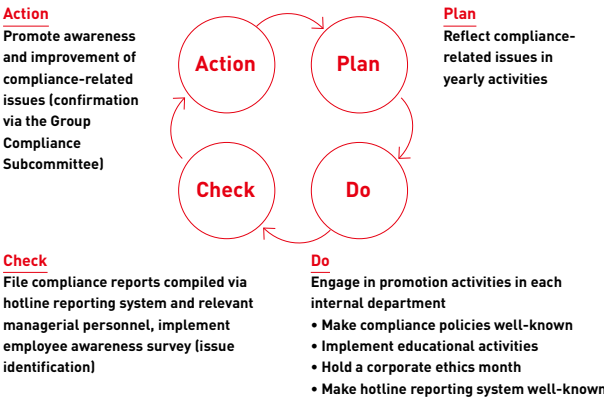 Action
Promote awareness
and improvement of
compliance-related
issues (confirmation
via the Group
Compliance
Subcommittee)
Action
Plan
Plan
Reflect compliance-
related issues in
yearly activities
Check
Do
Check
File compliance reports compiled via
hotline reporting system and relevant
managerial personnel, implement
employee awareness survey (issue
identification)
Do
Engage in promotion activities in each
internal department
• Make compliance policies well-known
• Implement educational activities
• Hold a corporate ethics month
• Make hotline reporting system well-known